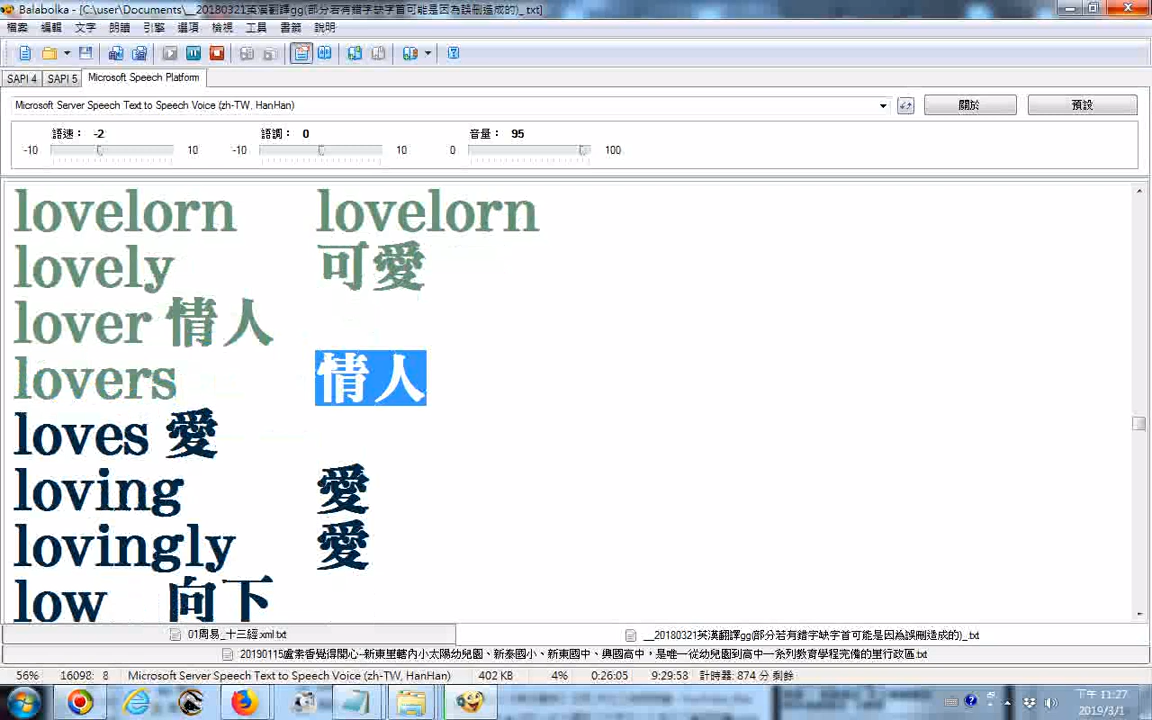 Balabolka - [C:\user\Documents\__20180321英漢翻譯gg(部分若有錯字缺字首可能是因為誤刪造成的)_.txt]
檔案 編輯 文字 朗讀 引擎 選項 檢視 工具 書籤 說明
SAPI 4 SAPI 5 Microsoft Speech Platform
Microsoft Server Speech Text to Speech Voice (zh-TW, HanHan) 關於 預設
語速： -2 語調： 0 音量： 95
-10 10 -10 10 0 100
lovelorn lovelorn
lovely 可愛
lover 情人
lovers 情人
loves 愛
loving 愛
lovingly 愛
low 向下
01周易_十三經.xml.txt __20180321英漢翻譯gg(部分若有錯字缺字首可能是因為誤刪造成的)_.txt
20190115盧素香覺得開心-新東里轄內小太陽幼兒園、新泰國小、新東國中、興國高中，是唯一從幼兒園到高中一系列教育學程完備的里行政區.txt
56% 16098: 8 Microsoft Server Speech Text to Speech Voice (zh-TW, HanHan) 402 KB 4% 0:26:05 9:29:58 計時器: 874 分 剩餘
下午 11:27
2019/3/1